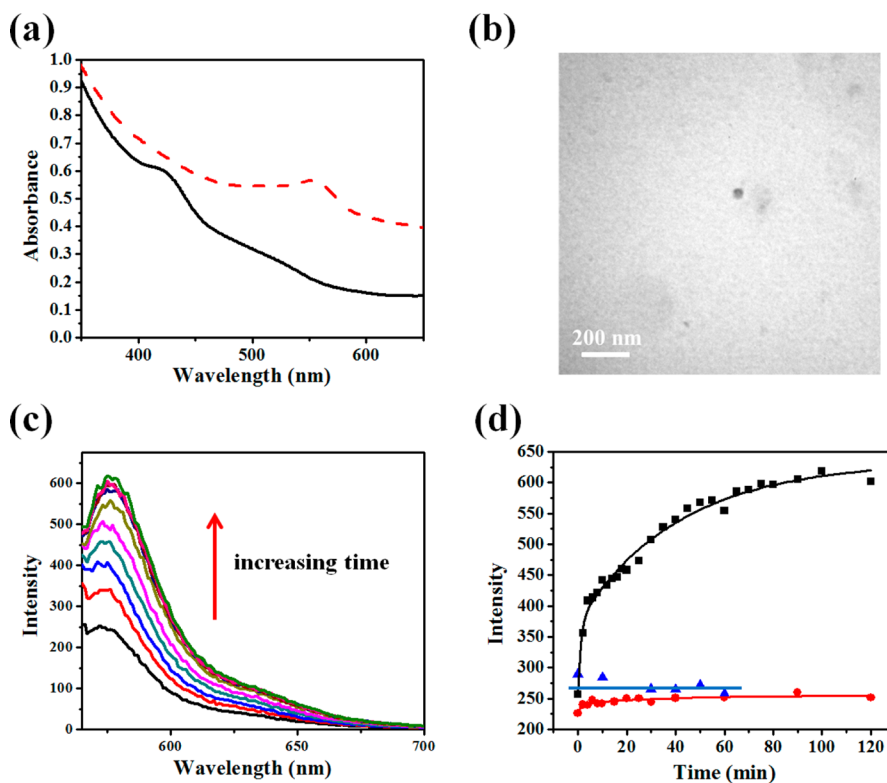 (a)
1.0
0.9
0.8
0.7
0.6
0.5
0.4
0.3
0.2
0.1
0.0
Absorbance
400 500 600
Wavelength (nm)
(b)
200 nm
(c)
600
500
400
300
200
100
0
Intensity
increasing time
600 650 700
Wavelength (nm)
(d)
650
600
550
500
450
400
350
300
250
200
Intensity
0 20 40 60 80 100 120
Time (min)